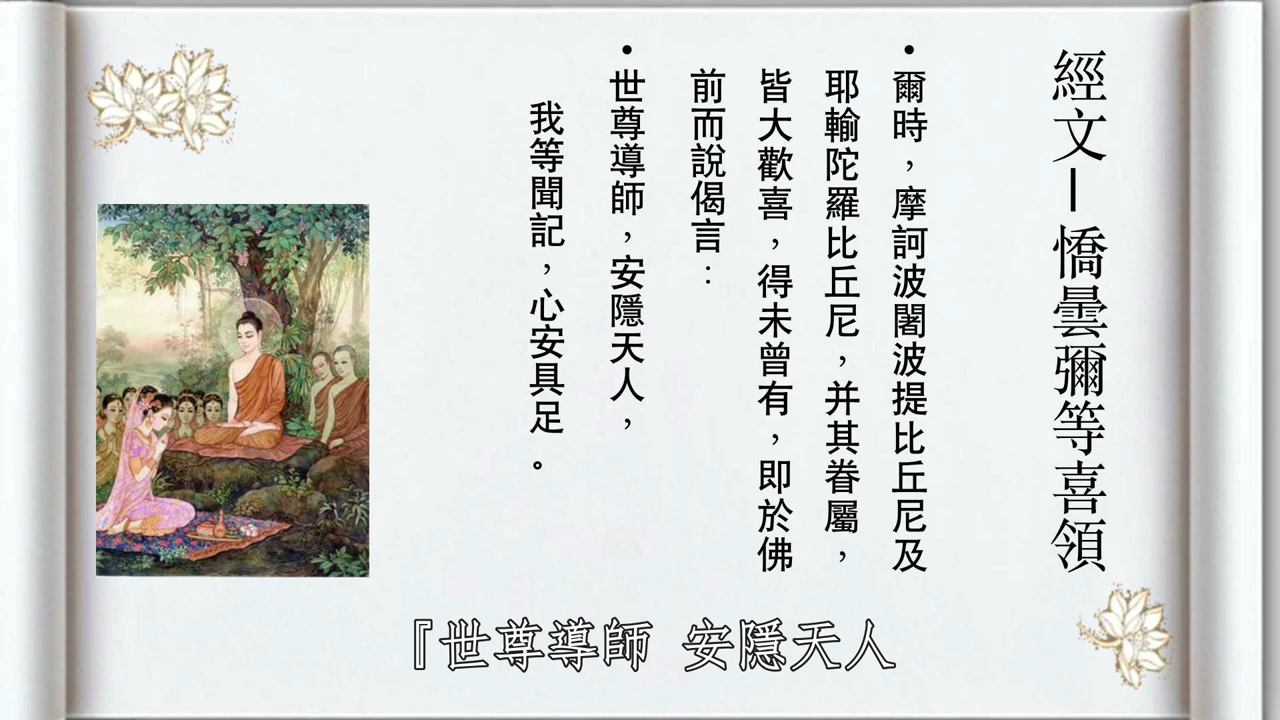 經文－憍曇彌等喜領
•爾時，摩訶波闍波提比丘尼及
耶輸陀羅比丘尼，并其眷屬，
皆大歡喜，得未曾有，即於佛
前而說偈言：
•世尊導師，安隱天人，
我等聞記，心安具足。
『世尊導師 安隱天人